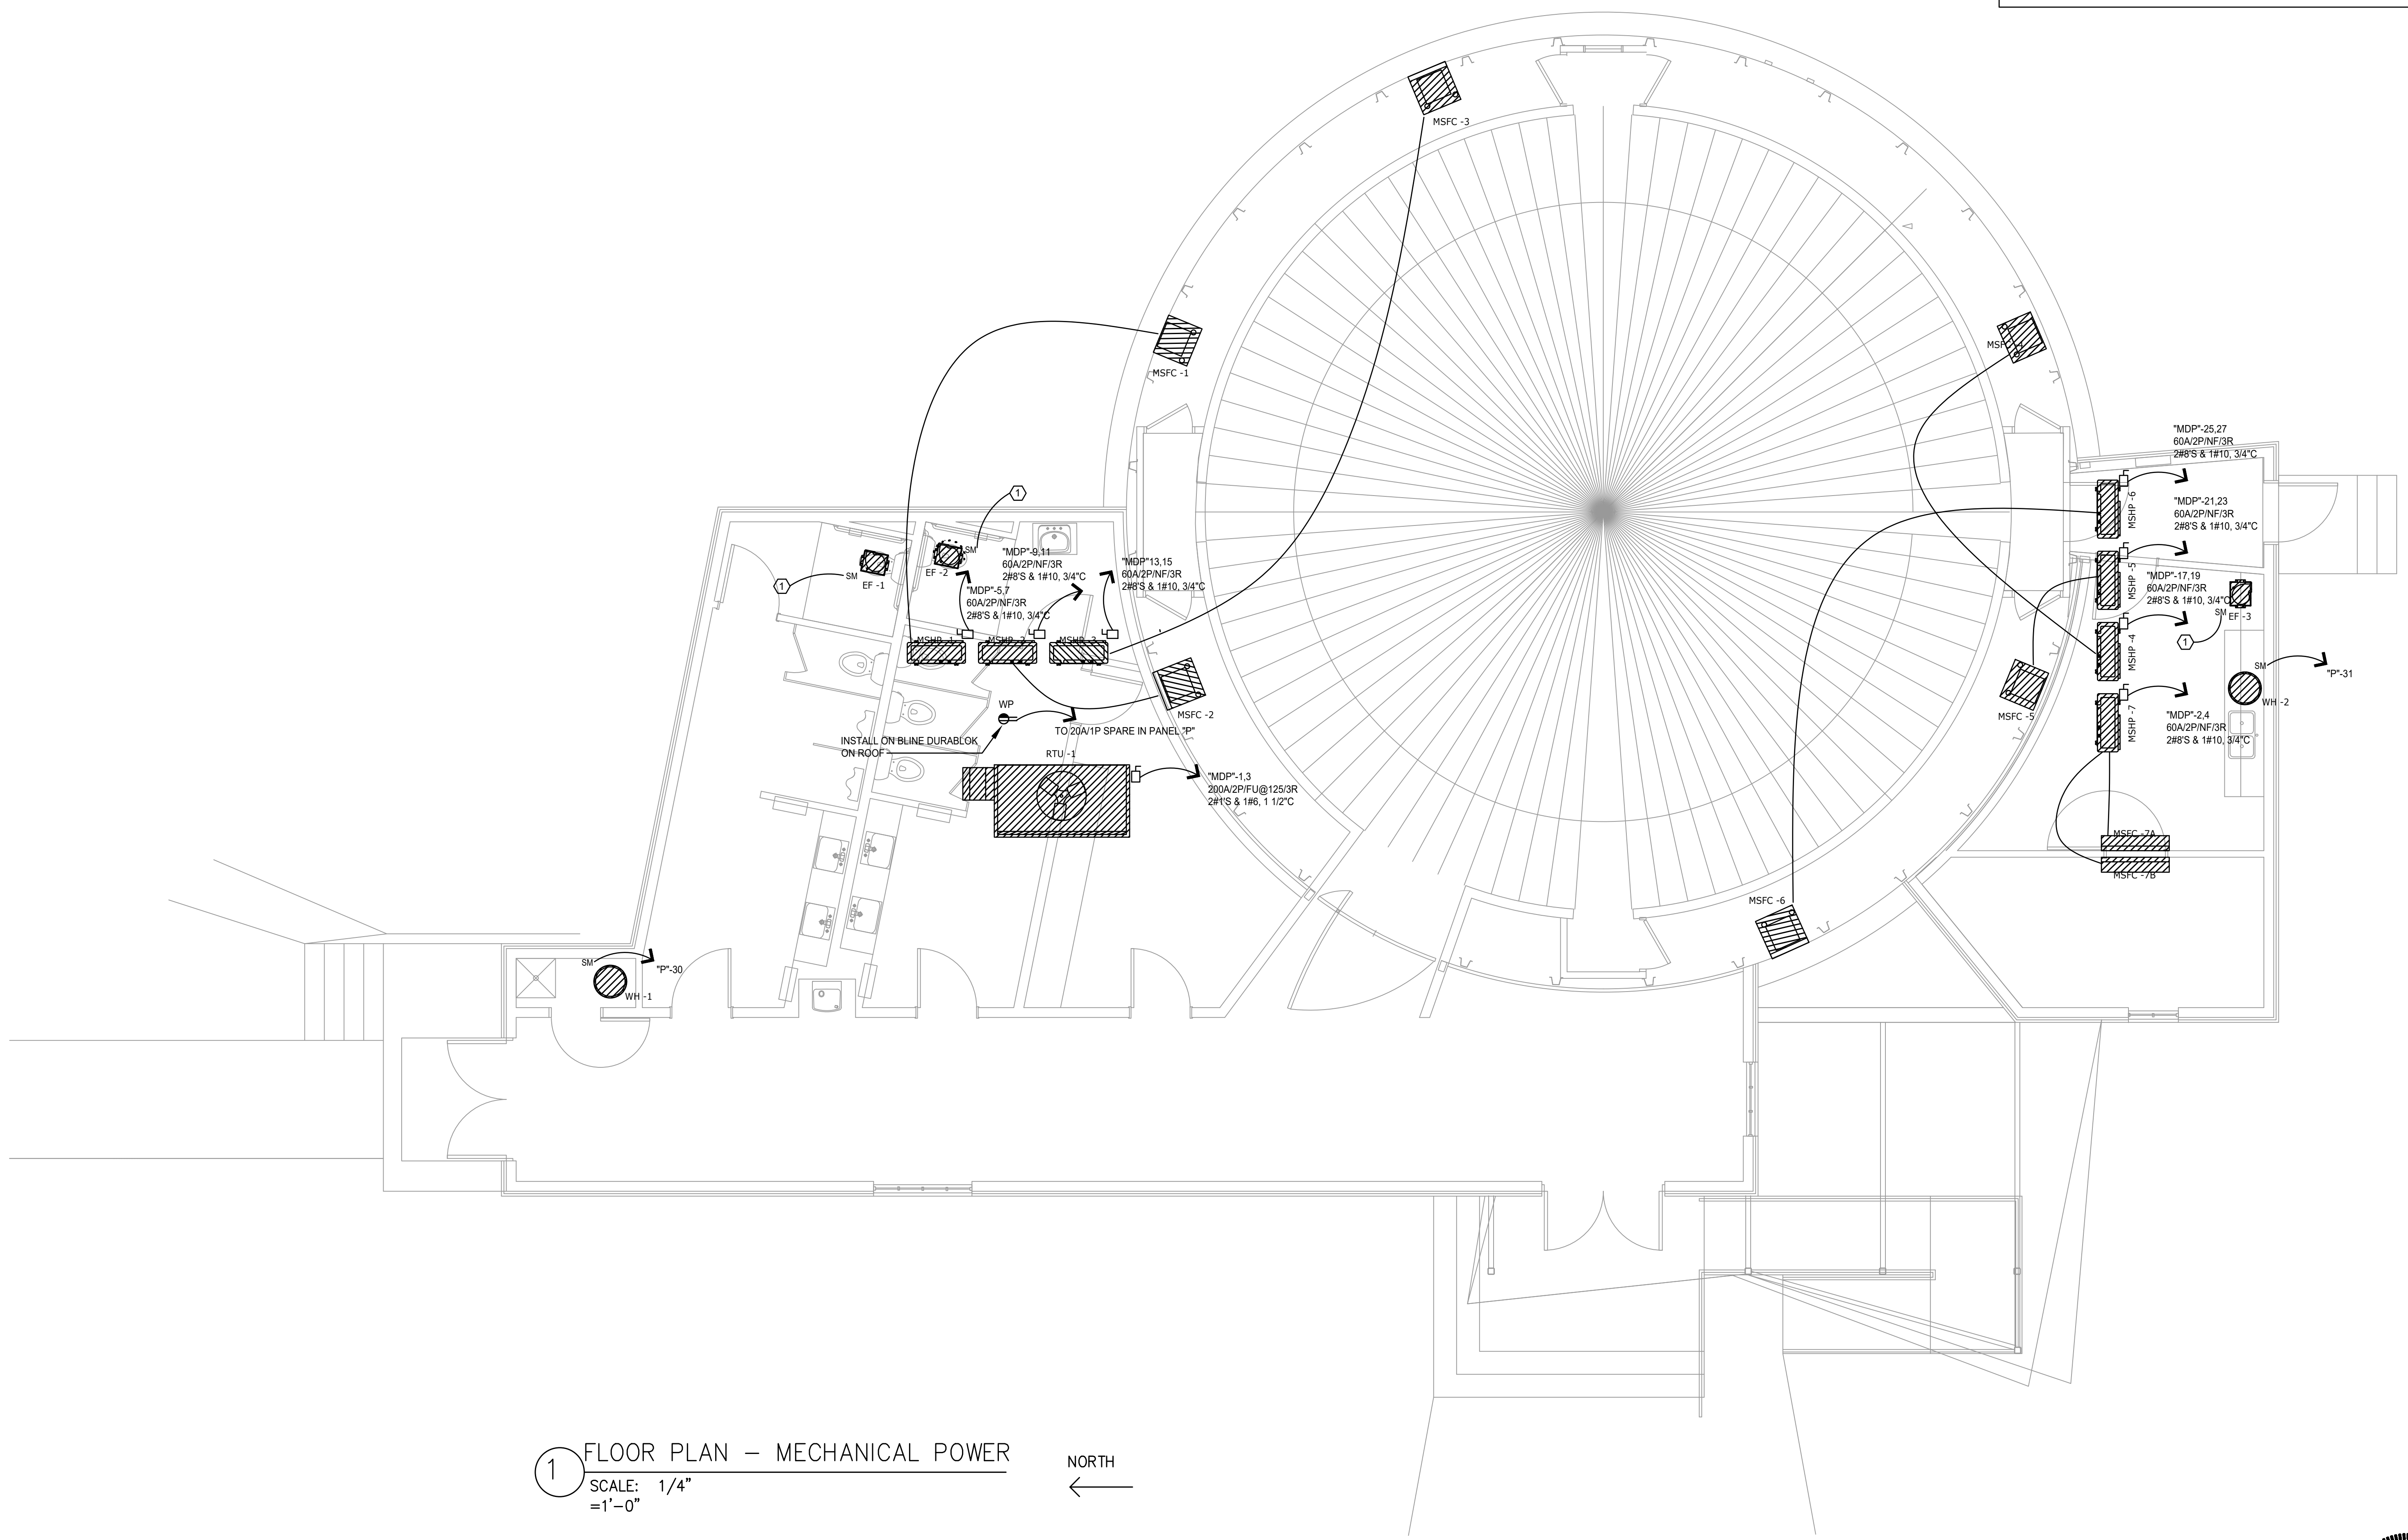 MSFC -3
MSFC -1
MSFC -4
"MDP"-25,27
60A/2P/NF/3R
2#8'S & 1#10, 3/4"C
MSHP -6
"MDP"-21,23
60A/2P/NF/3R
2#8'S & 1#10, 3/4"C
MSHP -5
"MDP"-17,19
60A/2P/NF/3R
2#8'S & 1#10, 3/4"C
MSHP -4
SM
EF -3
1
SM
"P"-31
WH -2
"MDP"-2,4
60A/2P/NF/3R
2#8'S & 1#10, 3/4"C
MSHP -7
MSFC -7A
MSFC -7B
1
SM
EF -2
1
SM
EF -1
"MDP"-9,11
60A/2P/NF/3R
2#8'S & 1#10, 3/4"C
"MDP"13,15
60A/2P/NF/3R
2#8'S & 1#10, 3/4"C
"MDP"-5,7
60A/2P/NF/3R
2#8'S & 1#10, 3/4"C
MSHP -1
MSHP -2
MSHP -3
MSFC -2
MSFC -5
WP
TO 20A/1P SPARE IN PANEL "P"
INSTALL ON BLINE DURABLOK
ON ROOF
RTU -1
"MDP"-1,3
200A/2P/FU@125/3R
2#1'S & 1#6, 1 1/2"C
MSFC -6
SM
"P"-30
WH -1
1
FLOOR PLAN – MECHANICAL POWER
SCALE: 1/4"
=1'-0"
NORTH